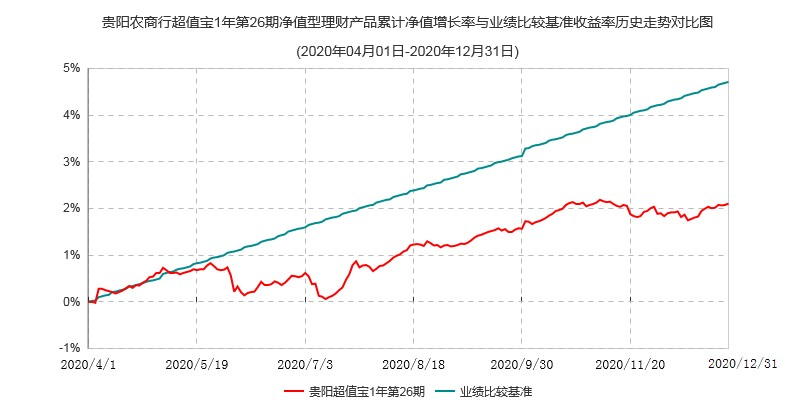 贵阳农商行超值宝1年第26期净值型理财产品累计净值增长率与业绩比较基准收益率历史走势对比图
(2020年04月01日-2020年12月31日)
5%
4%
3%
2%
1%
0%
-1%
2020/4/1 2020/5/19 2020/7/3 2020/8/18 2020/9/30 2020/11/20 2020/12/31
贵阳超值宝1年第26期 业绩比较基准